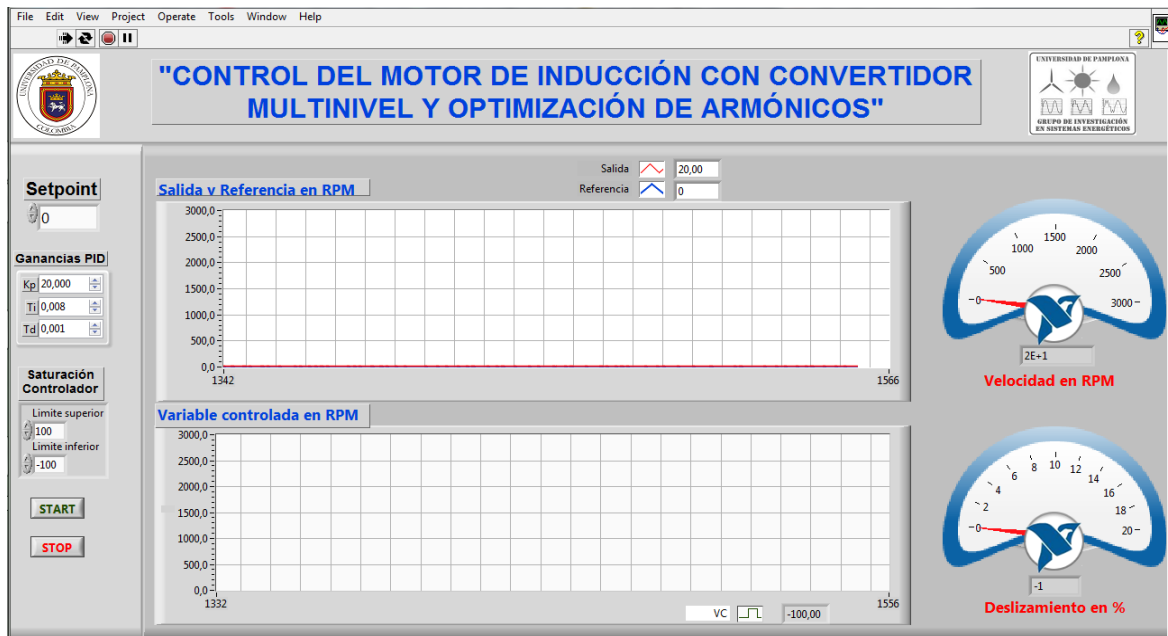 File Edit View Project Operate Tools Window Help
?
UNIVERSIDAD DE PAMPLONA
COLOMBIA
"CONTROL DEL MOTOR DE INDUCCIÓN CON CONVERTIDOR
MULTINIVEL Y OPTIMIZACIÓN DE ARMÓNICOS"
UNIVERSIDAD DE PAMPLONA
GRUPO DE INVESTIGACIÓN
EN SISTEMAS ENERGÉTICOS
Setpoint
0
Ganancias PID
Kp 20,000
Ti 0,008
Td 0,001
Saturación
Controlador
Limite superior
100
Limite inferior
-100
START
STOP
Salida y Referencia en RPM
Salida 20,00
Referencia 0
3000,0
2500,0
2000,0
1500,0
1000,0
500,0
0,0
1342 1566
Variable controlada en RPM
3000,0
2500,0
2000,0
1500,0
1000,0
500,0
0,0
1332 1556
VC -100,00
0 500 1000 1500 2000 2500 3000
2E+1
Velocidad en RPM
0 2 4 6 8 10 12 14 16 18 20
-1
Deslizamiento en %